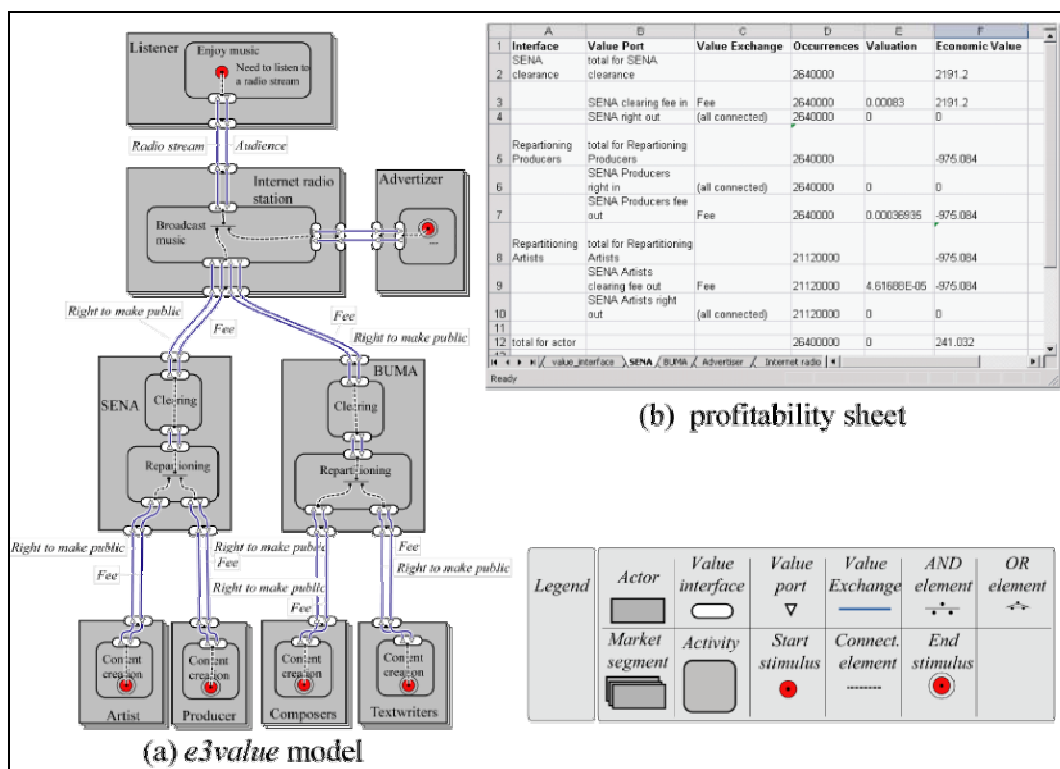 Listener
Enjoy music
Need to listen to
a radio stream
Radio stream
Audience
Internet radio
station
Advertizer
Broadcast
music
Right to make public
Fee
Fee
Right to make public
SENA
BUMA
Clearing
Clearing
Repartioning
Repartitioning
Right to make public
Fee
Right to make public
Fee
Right to make public
Fee
Fee
Right to make public
Content
creation
Content
creation
Content
creation
Content
creation
Artist
Producer
Composers
Textwriters
(a) e3value model
A B C D E F
1 Interface Value Port Value Exchange Occurrences Valuation Economic Value
2 SENA clearance total for SENA clearance 2640000 2191.2
3 SENA clearing fee in Fee 2640000 0.00083 2191.2
4 SENA right out (all connected) 2640000 0 0
5 Repartioning Producers total for Repartioning Producers 2640000 -975.084
6 SENA Producers right in (all connected) 2640000 0 0
7 SENA Producers fee out Fee 2640000 0.00036935 -975.084
8 Repartitioning Artists total for Repartitioning Artists 21120000 -975.084
9 SENA Artists clearing fee out Fee 21120000 4.61688E-05 -975.084
10 SENA Artists right out (all connected) 21120000 0 0
11
12 total for actor 26400000 0 241.032
value_interface SENA BUMA Advertiser Internet radio
Ready
(b) profitability sheet
Legend
Actor
Value
interface
Value
port
Value
Exchange
AND
element
OR
element
Market
segment
Activity
Start
stimulus
Connect.
element
End
stimulus